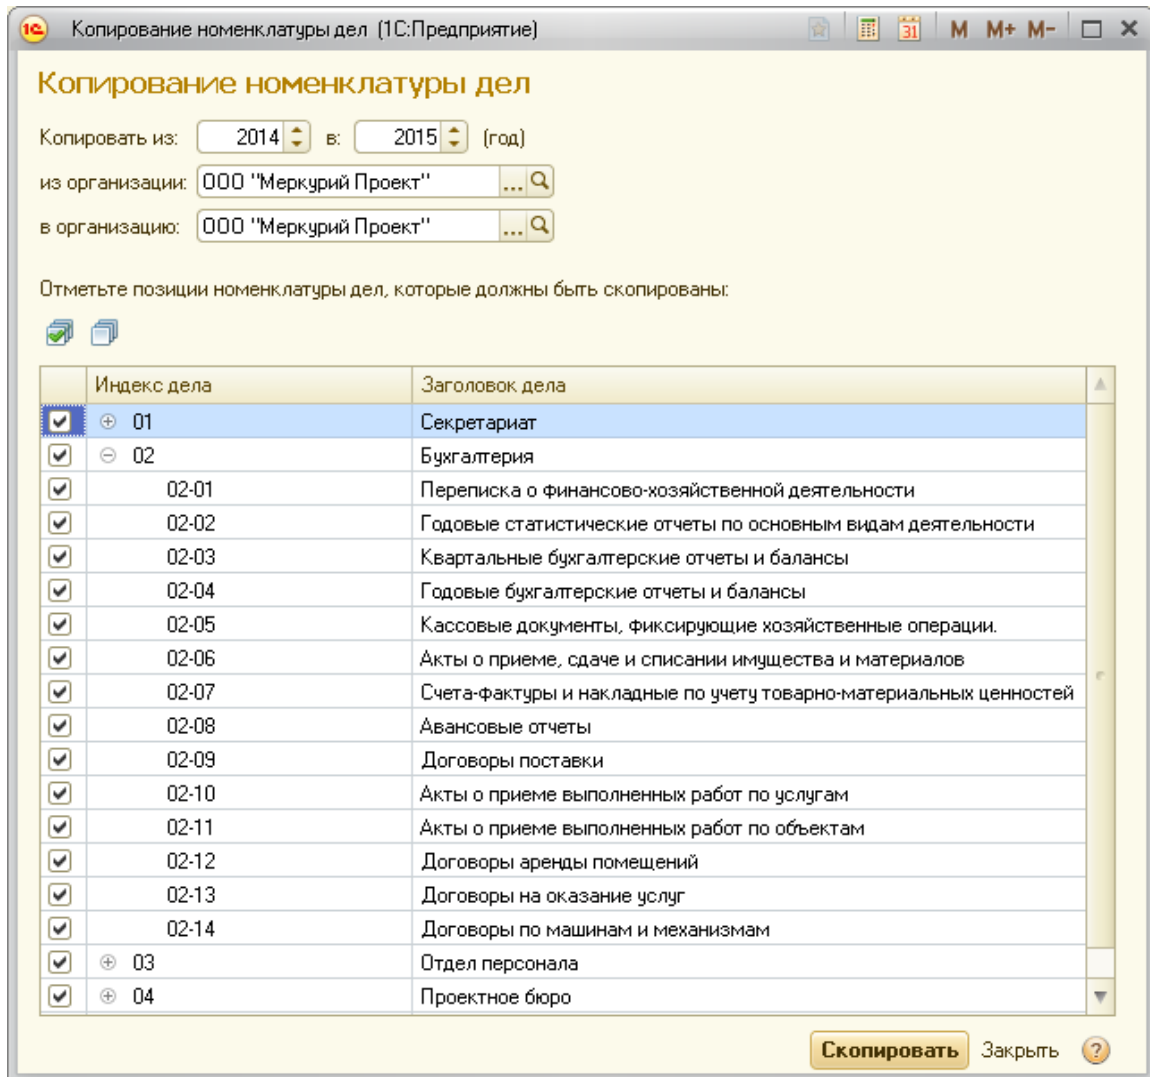 1С Копирование номенклатуры дел (1С:Предприятие) 31 M M+ M-
Копирование номенклатуры дел
Копировать из: 2014 в: 2015 (год)
из организации: ООО "Меркурий Проект" ...
в организацию: ООО "Меркурий Проект" ...
Отметьте позиции номенклатуры дел, которые должны быть скопированы:
Индекс дела Заголовок дела
01 Секретариат
02 Бухгалтерия
02-01 Переписка о финансово-хозяйственной деятельности
02-02 Годовые статистические отчеты по основным видам деятельности
02-03 Квартальные бухгалтерские отчеты и балансы
02-04 Годовые бухгалтерские отчеты и балансы
02-05 Кассовые документы, фиксирующие хозяйственные операции.
02-06 Акты о приеме, сдаче и списании имущества и материалов
02-07 Счета-фактуры и накладные по учету товарно-материальных ценностей
02-08 Авансовые отчеты
02-09 Договоры поставки
02-10 Акты о приеме выполненных работ по услугам
02-11 Акты о приеме выполненных работ по объектам
02-12 Договоры аренды помещений
02-13 Договоры на оказание услуг
02-14 Договоры по машинам и механизмам
03 Отдел персонала
04 Проектное бюро
Скопировать Закрыть ?